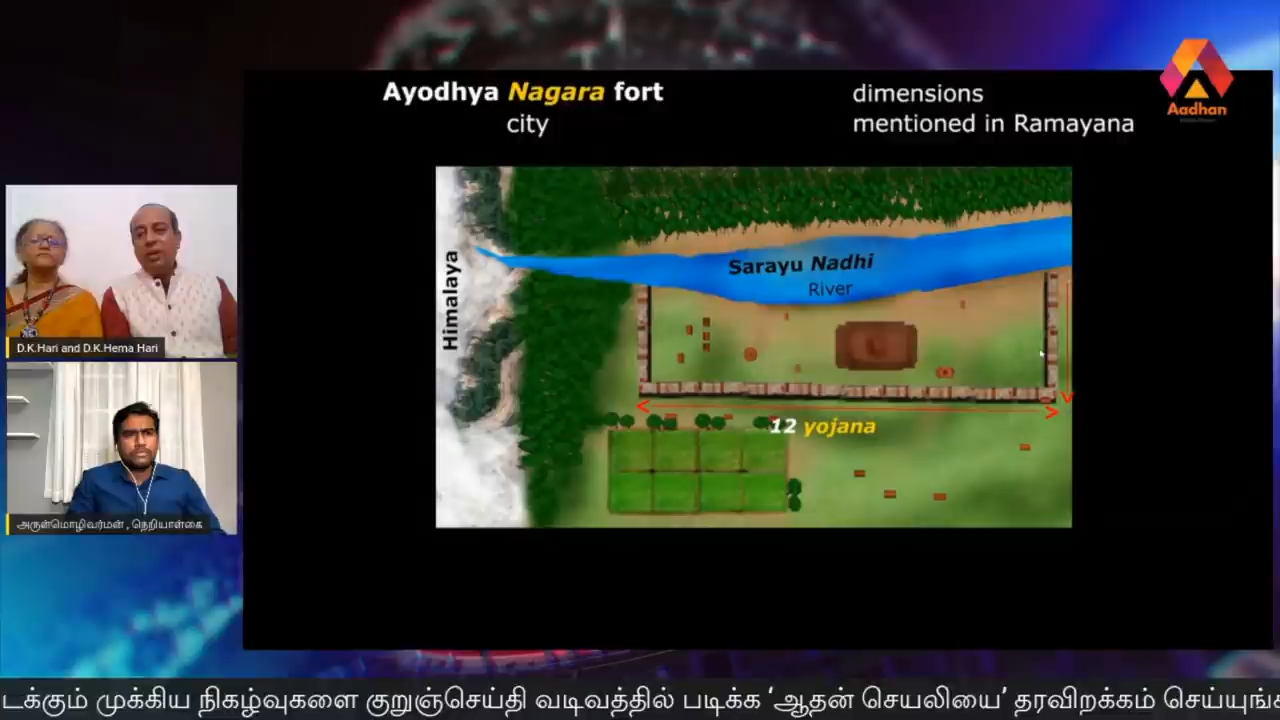 Ayodhya Nagara fort
city
dimensions
mentioned in Ramayana
Aadhan
Himalaya
Sarayu Nadhi
River
12 yojana
D.K.Hari and D.K.Hema Hari
அருள்மொழிவர்மன் , நெறியாள்கை
டக்கும் முக்கிய நிகழ்வுகளை குறுஞ்செய்தி வடிவத்தில் படிக்க ‘ஆதன் செயலியை’ தரவிறக்கம் செய்யுங்க